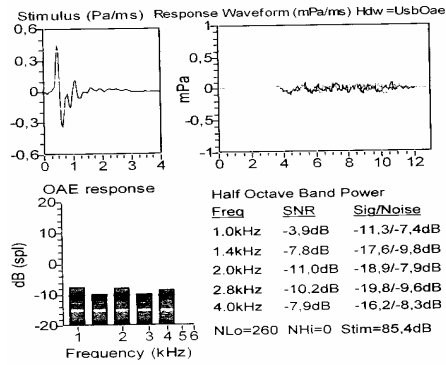 Stimulus (Pa/ms) Response Waveform (mPa/ms) Hdw=UsbOae
0,6
0,3
0
-0,3
-0,6
0 1 2 3 4
mPa
1
0,5
0
-0,5
-1
0 2 4 6 8 10 12
OAE response
dB (spl)
20
10
0
-10
-20
1 2 3 4 5 6
Frequency (kHz)
Half Octave Band Power
Freq SNR Sig/Noise
1.0kHz -3,9dB -11,3/-7,4dB
1.4kHz -7,8dB -17,6/-9,8dB
2.0kHz -11,0dB -18,9/-7,9dB
2.8kHz -10,2dB -19,8/-9,6dB
4.0kHz -7,9dB -16,2/-8,3dB
NLo=260 NHi=0 Stim=85,4dB